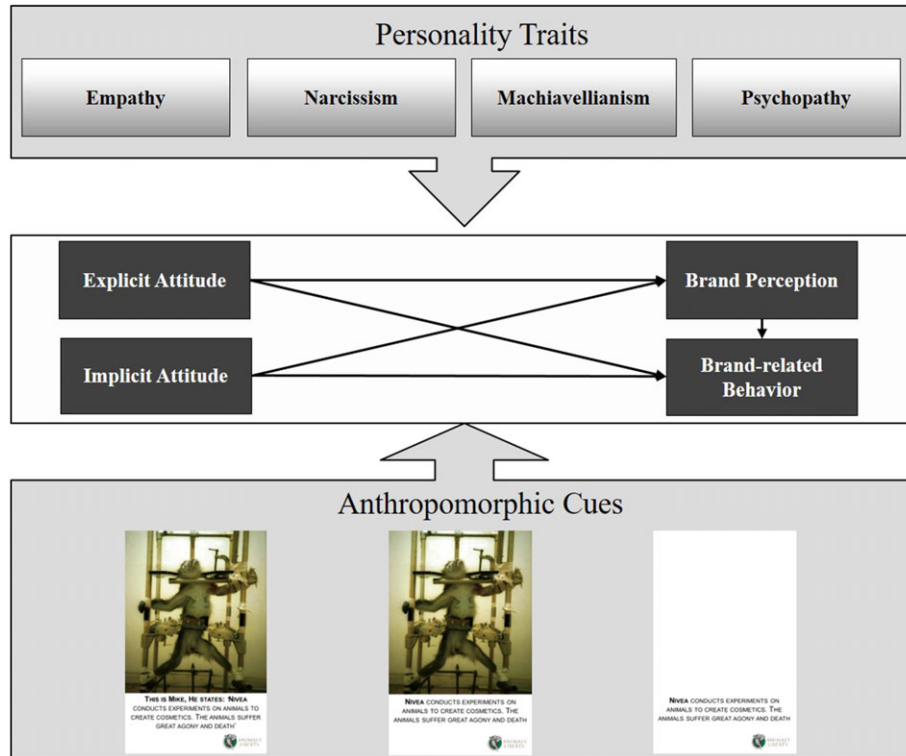 Personality Traits
Empathy
Narcissism
Machiavellianism
Psychopathy
Explicit Attitude
Brand Perception
Implicit Attitude
Brand-related
Behavior
Anthropomorphic Cues
THIS IS MIKE, HE STATES: 'NIVEA
CONDUCTS EXPERIMENTS ON ANIMALS TO
CREATE COSMETICS. THE ANIMALS SUFFER
GREAT AGONY AND DEATH'
NIVEA CONDUCTS EXPERIMENTS ON
ANIMALS TO CREATE COSMETICS. THE
ANIMALS SUFFER GREAT AGONY AND DEATH
NIVEA CONDUCTS EXPERIMENTS ON
ANIMALS TO CREATE COSMETICS. THE
ANIMALS SUFFER GREAT AGONY AND DEATH